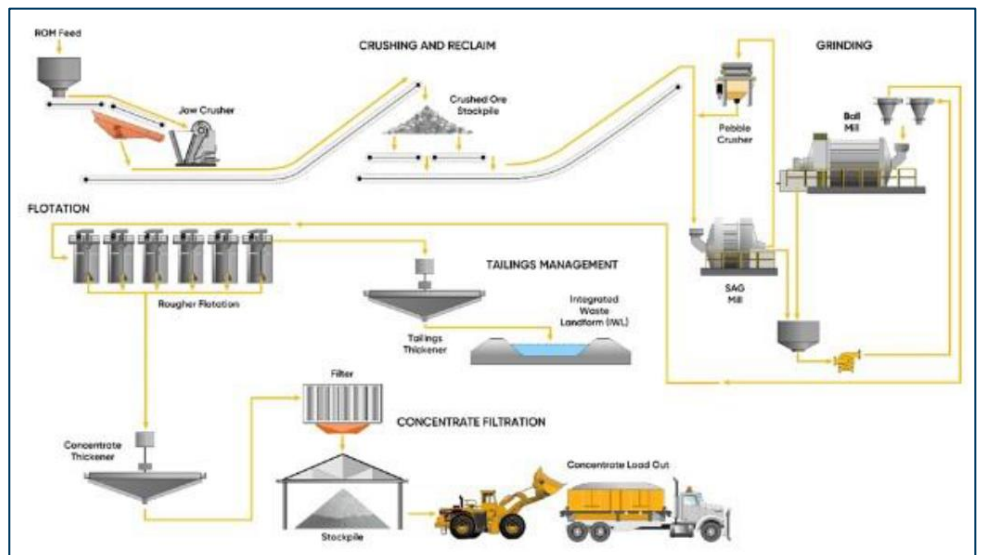 ROM Feed
CRUSHING AND RECLAIM
GRINDING
Jaw Crusher
Crushed Ore
Stockpile
Pebble
Crusher
Ball
Mill
FLOTATION
Rougher Flotation
TAILINGS MANAGEMENT
SAG
Mill
Integrated
Waste
Landform (IWL)
Tailings
Thickener
Filter
CONCENTRATE FILTRATION
Concentrate
Thickener
Concentrate Load Out
Stockpile